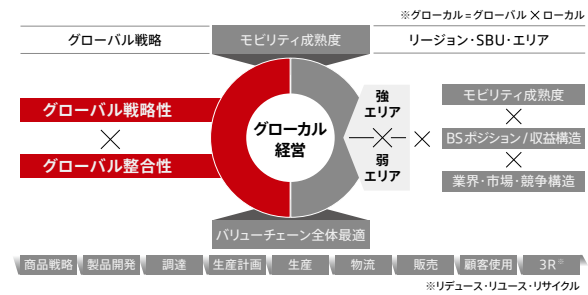 ※グローカル=グローバル×ローカル
グローバル戦略
モビリティ成熟度
リージョン・SBU・エリア
グローバル戦略性
×
グローバル整合性
グローカル
経営
強
エリア
×
弱
エリア
×
モビリティ成熟度
×
BSポジション/収益構造
×
業界・市場・競争構造
バリューチェーン全体最適
商品戦略 製品開発 調達 生産計画 生産 物流 販売 顧客使用 3R※
※リデュース・リユース・リサイクル